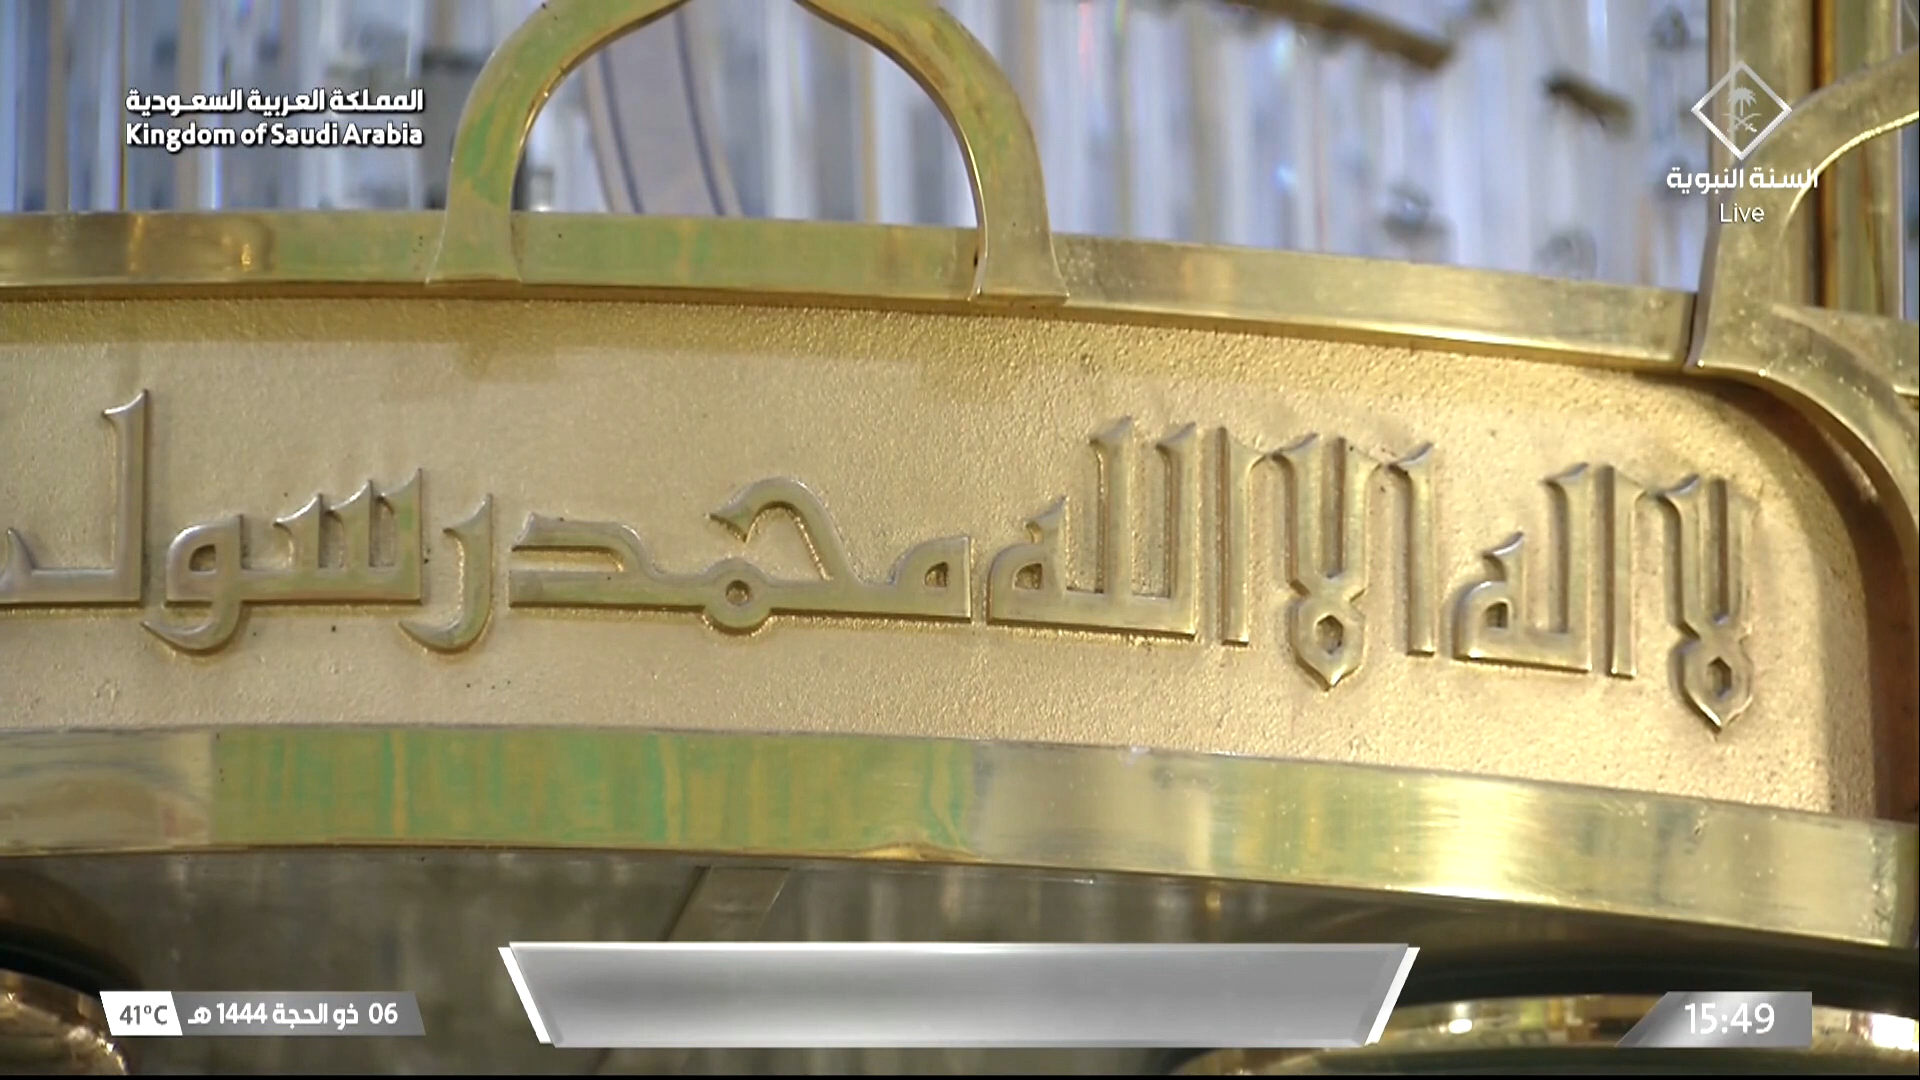 المملكة العربية السعودية
Kingdom of Saudi Arabia
السنة النبوية
Live
لا اله الا الله محمد رسول
41°C
06 ذو الحجة 1444 هـ
15:49